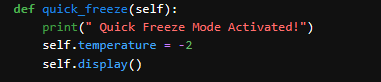 def quick_freeze(self):
    print(" Quick Freeze Mode Activated!")
    self.temperature = -2
    self.display()